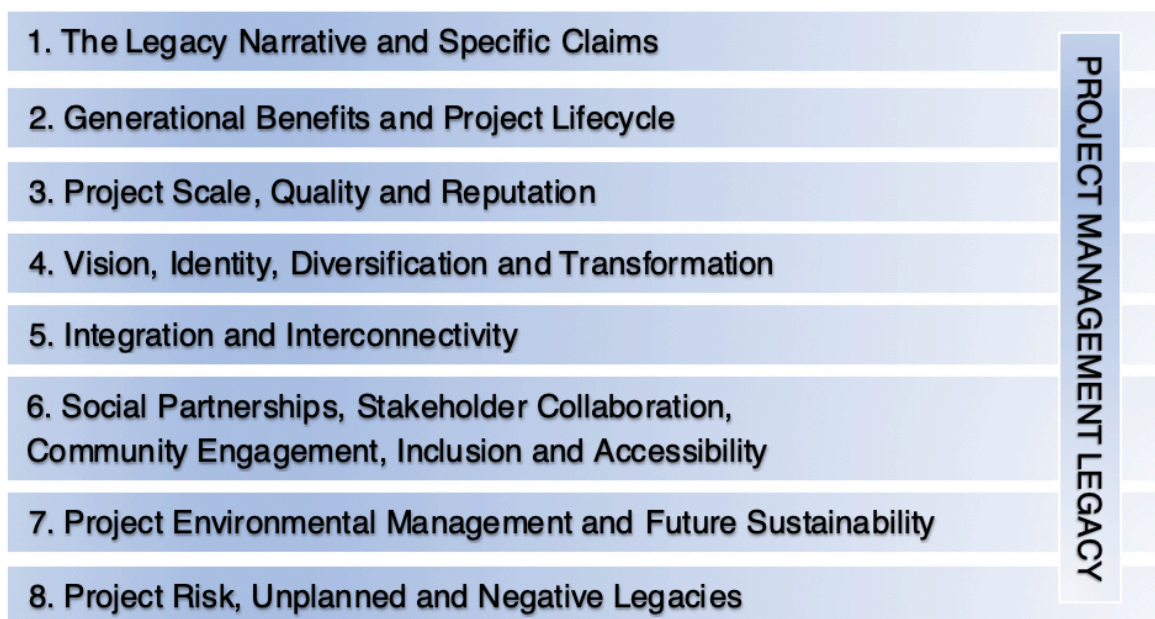 1. The Legacy Narrative and Specific Claims
2. Generational Benefits and Project Lifecycle
3. Project Scale, Quality and Reputation
4. Vision, Identity, Diversification and Transformation
5. Integration and Interconnectivity
6. Social Partnerships, Stakeholder Collaboration,
Community Engagement, Inclusion and Accessibility
7. Project Environmental Management and Future Sustainability
8. Project Risk, Unplanned and Negative Legacies
PROJECT MANAGEMENT LEGACY